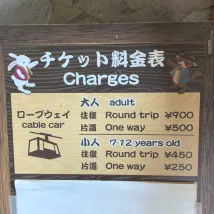 チケット料金表
Charges
大人 adult
ロープウェイ
cable car
往復 Round trip ¥900
片道 One way ¥500
小人 7-12 years old
往復 Round trip ¥450
片道 One way ¥250